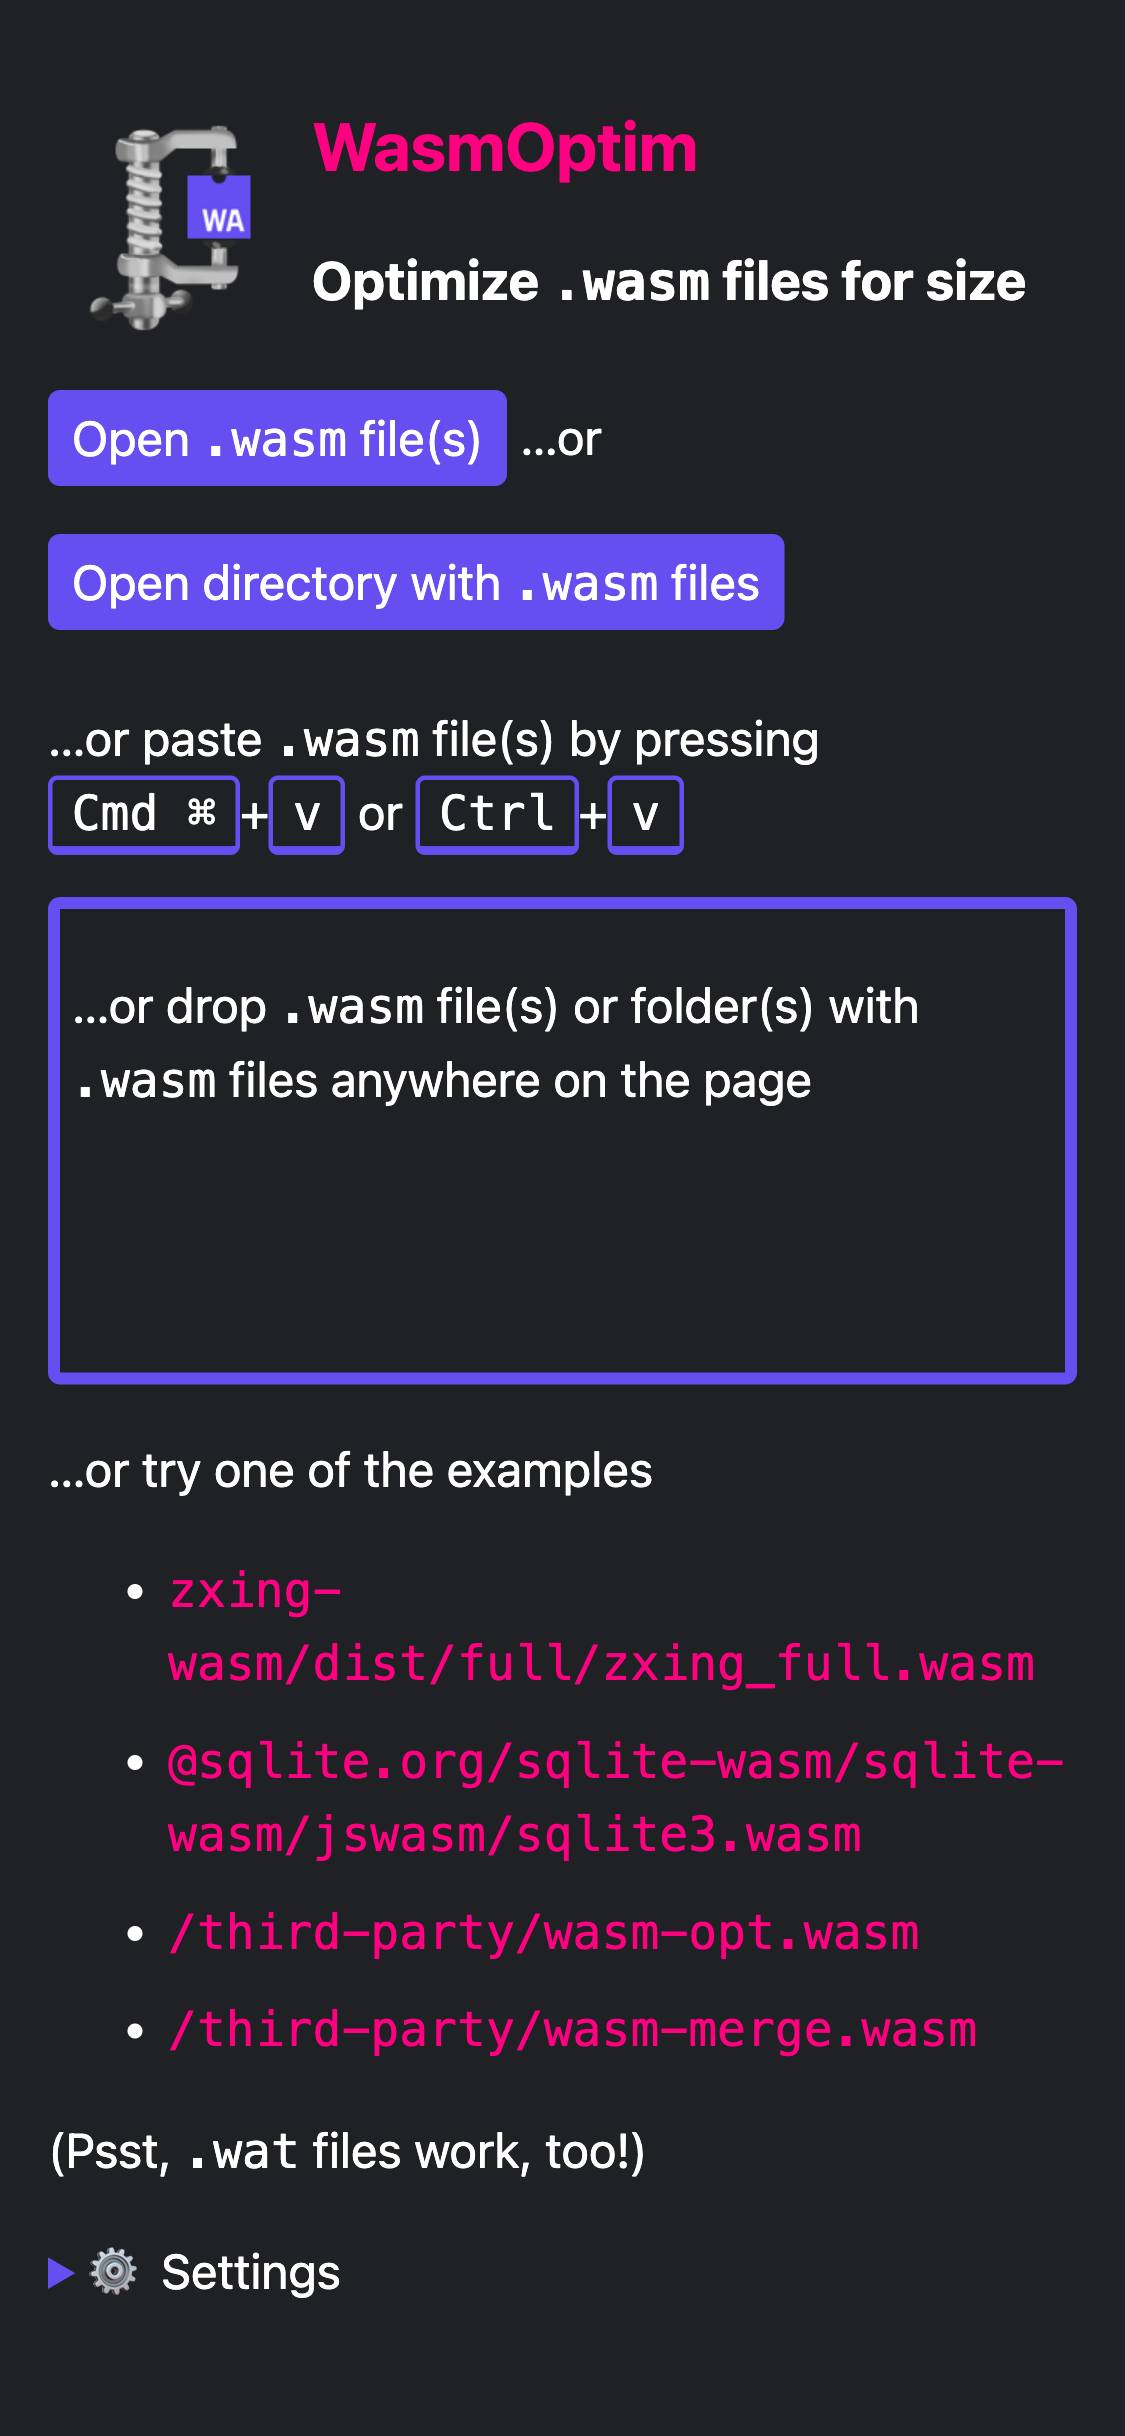 WasmOptim
WA
Optimize .wasm files for size
Open .wasm file(s) ...or
Open directory with .wasm files
...or paste .wasm file(s) by pressing
Cmd ⌘+v or Ctrl+v
...or drop .wasm file(s) or folder(s) with
.wasm files anywhere on the page
...or try one of the examples
• zxing-
wasm/dist/full/zxing_full.wasm
• @sqlite.org/sqlite-wasm/sqlite-
wasm/jswasm/sqlite3.wasm
• /third-party/wasm-opt.wasm
• /third-party/wasm-merge.wasm
(Psst, .wat files work, too!)
Settings